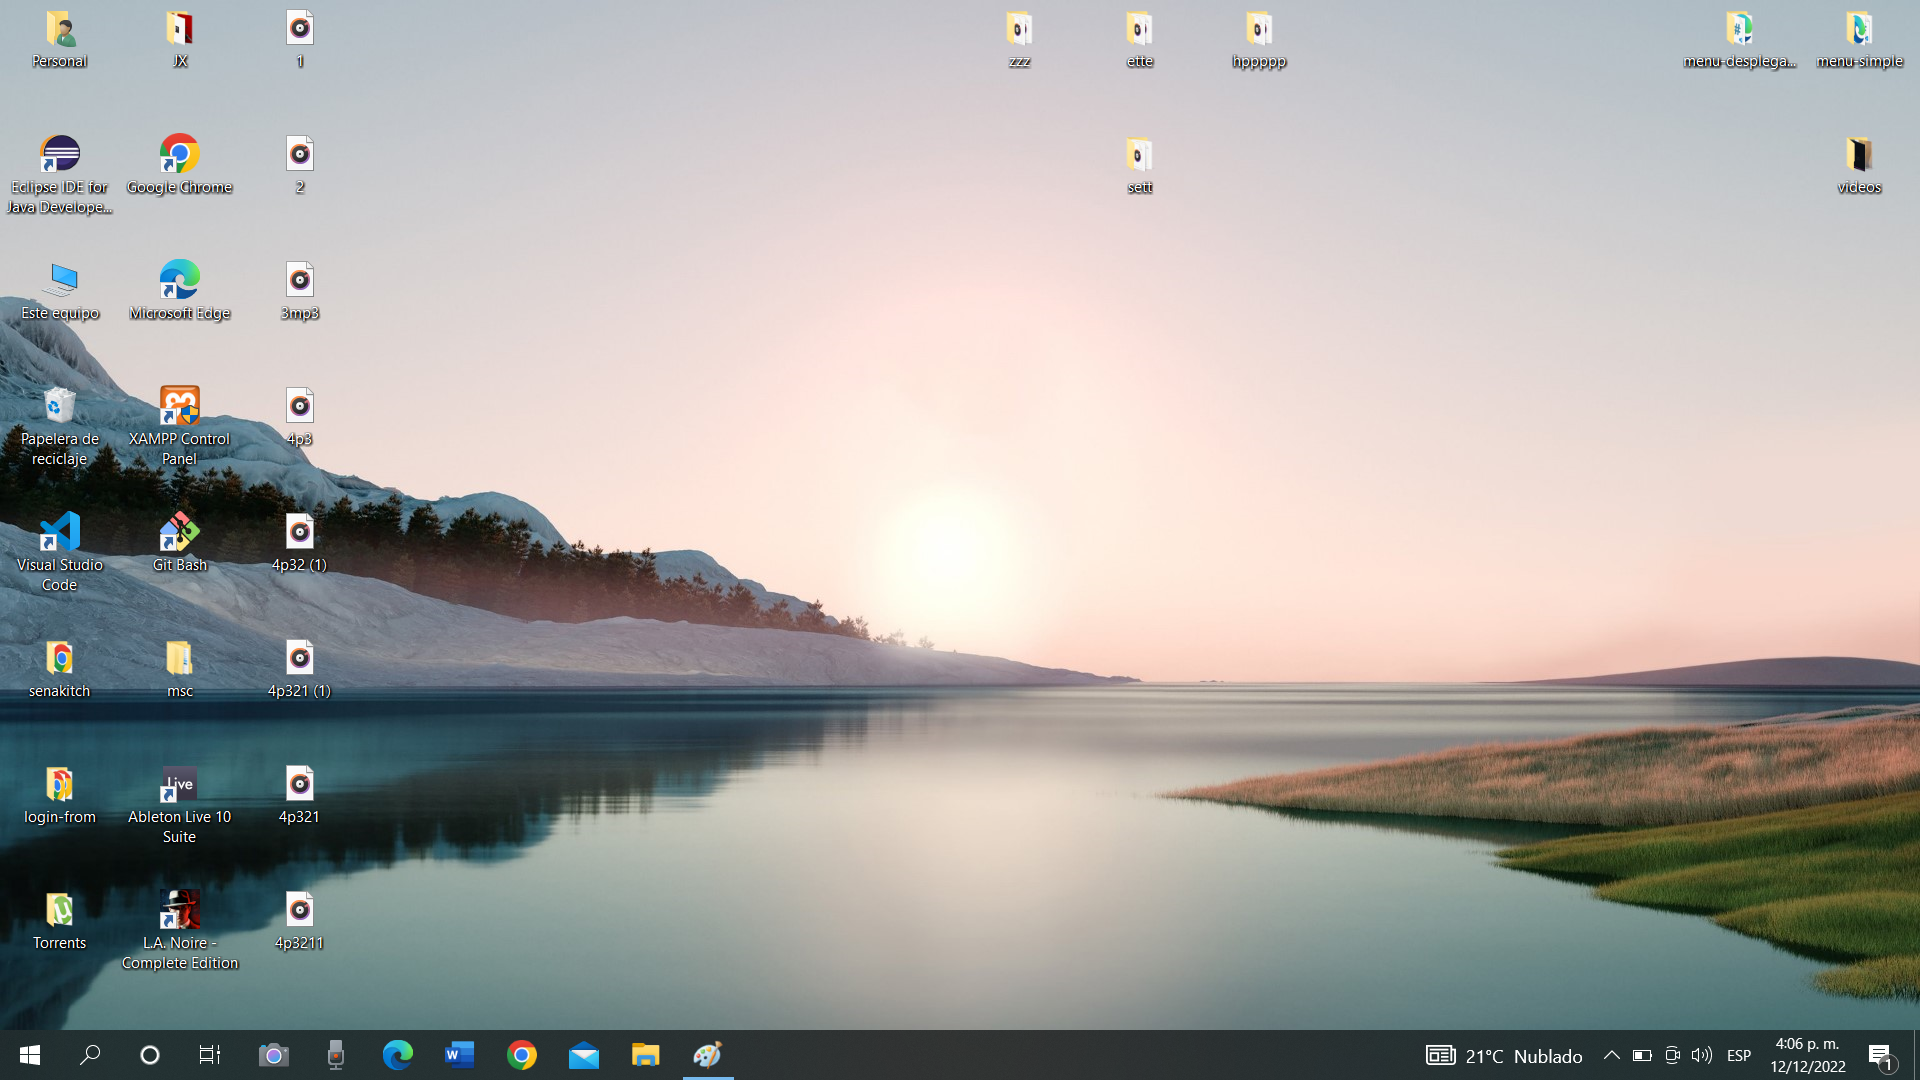 Personal
JX
1
zzz
ette
hppppp
menu-desplega...
menu-simple
Eclipse IDE for
Java Develope...
Google Chrome
2
sett
videos
Este equipo
Microsoft Edge
3mp3
Papelera de
reciclaje
XAMPP Control
Panel
4p3
Visual Studio
Code
Git Bash
4p32 (1)
senakitch
msc
4p321 (1)
login-from
Live
Ableton Live 10
Suite
4p321
Torrents
L.A. Noire -
Complete Edition
4p3211
21°C Nublado
ESP
4:06 p. m.
12/12/2022
1